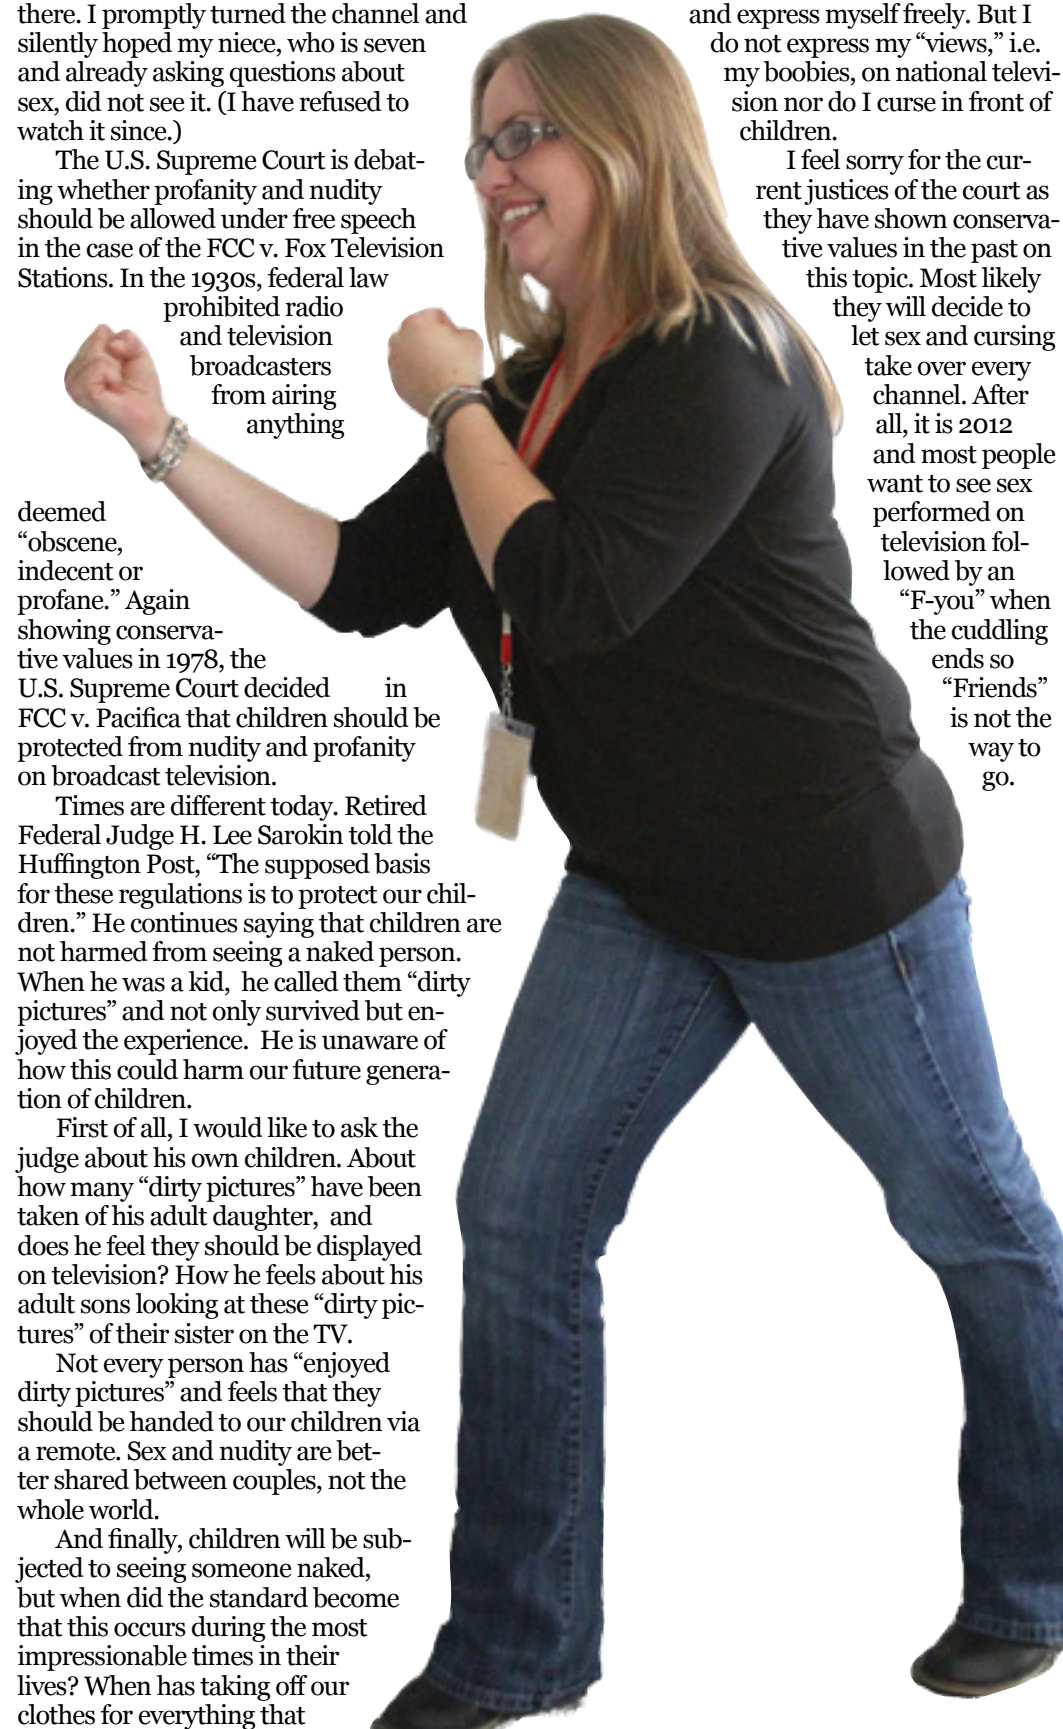 there. I promptly turned the channel and
silently hoped my niece, who is seven
and already asking questions about
sex, did not see it. (I have refused to
watch it since.)
The U.S. Supreme Court is debat-
ing whether profanity and nudity
should be allowed under free speech
in the case of the FCC v. Fox Television
Stations. In the 1930s, federal law
prohibited radio
and television
broadcasters
from airing
anything
deemed
“obscene,
indecent or
profane.” Again
showing conserva-
tive values in 1978, the
U.S. Supreme Court decided in
FCC v. Pacifica that children should be
protected from nudity and profanity
on broadcast television.
Times are different today. Retired
Federal Judge H. Lee Sarokin told the
Huffington Post, “The supposed basis
for these regulations is to protect our chil-
dren.” He continues saying that children are
not harmed from seeing a naked person.
When he was a kid, he called them “dirty
pictures” and not only survived but en-
joyed the experience. He is unaware of
how this could harm our future genera-
tion of children.
First of all, I would like to ask the
judge about his own children. About
how many “dirty pictures” have been
taken of his adult daughter, and
does he feel they should be displayed
on television? How he feels about his
adult sons looking at these “dirty pic-
tures” of their sister on the TV.
Not every person has “enjoyed
dirty pictures” and feels that they
should be handed to our children via
a remote. Sex and nudity are bet-
ter shared between couples, not the
whole world.
And finally, children will be sub-
jected to seeing someone naked,
but when did the standard become
that this occurs during the most
impressionable times in their
lives? When has taking off our
clothes for everything that
and express myself freely. But I
do not express my “views,” i.e.
my boobies, on national televi-
sion nor do I curse in front of
children.
I feel sorry for the cur-
rent justices of the court as
they have shown conserva-
tive values in the past on
this topic. Most likely
they will decide to
let sex and cursing
take over every
channel. After
all, it is 2012
and most people
want to see sex
performed on
television fol-
lowed by an
“F-you” when
the cuddling
ends so
“Friends”
is not the
way to
go.